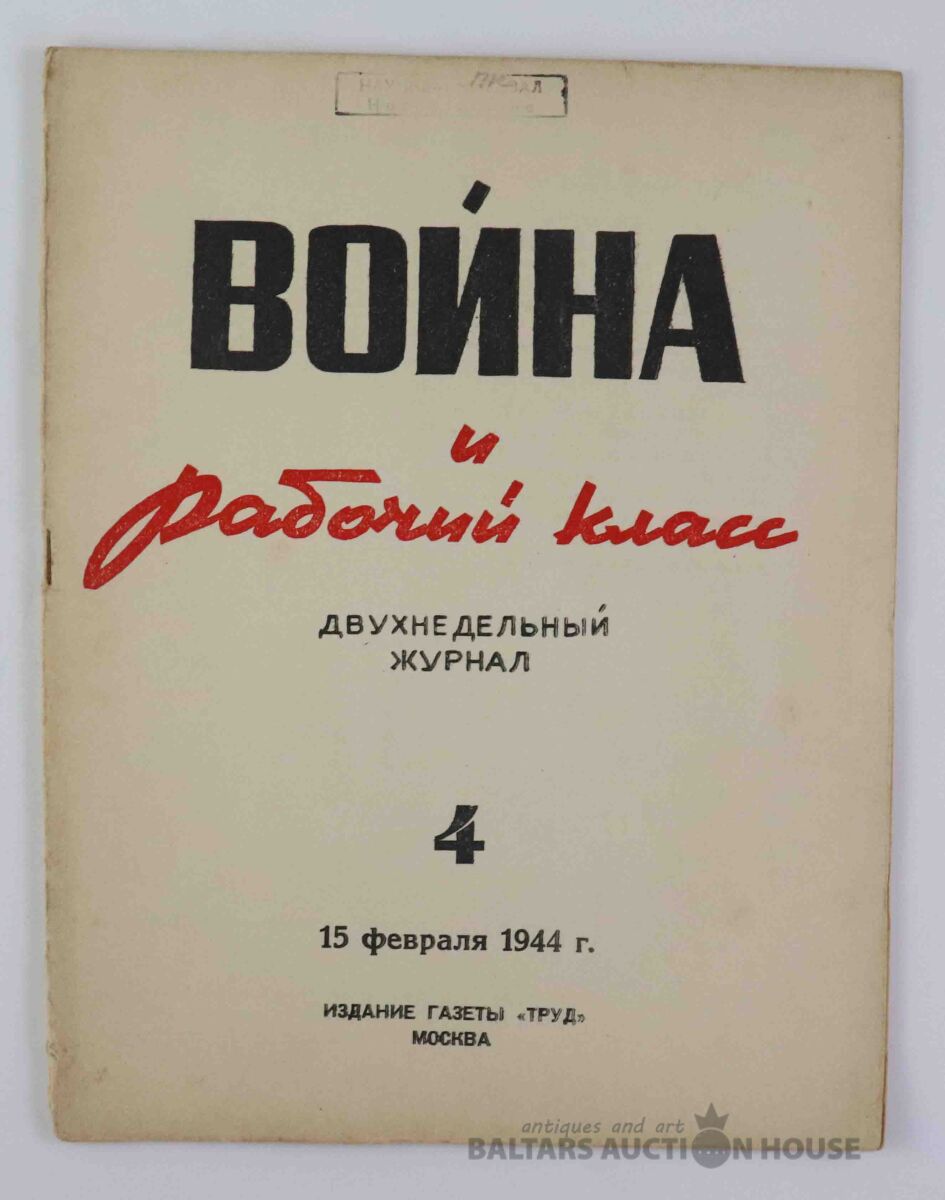 ВОЙНА
и
рабочий класс
ДВУХНЕДЕЛЬНЫЙ
ЖУРНАЛ
4
15 февраля 1944 г.
ИЗДАНИЕ ГАЗЕТЫ «ТРУД»
МОСКВА
antiques and art
BALTARS AUCTION HOUSE